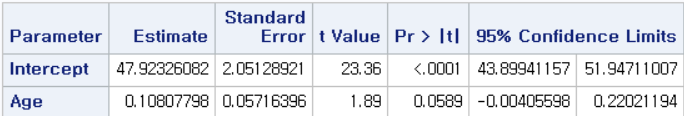 Parameter Estimate Standard Error t Value Pr > |t| 95% Confidence Limits
Intercept 47.92326082 2.05128921 23.36 <.0001 43.89941157 51.94711007
Age 0.10807798 0.05716396 1.89 0.0589 -0.00405598 0.22021194